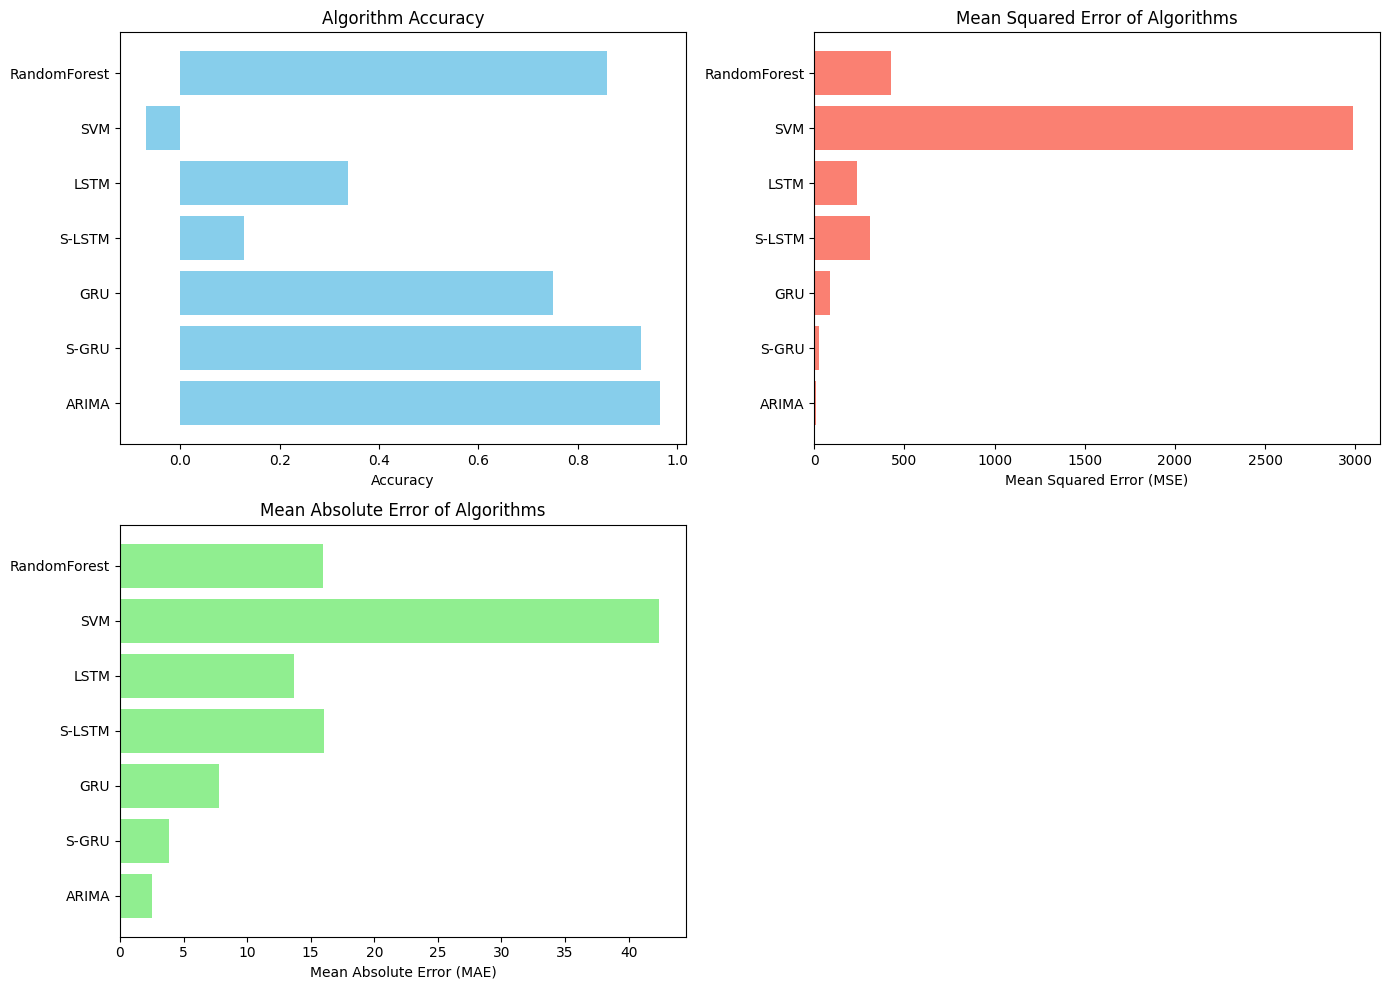 Algorithm Accuracy
RandomForest
SVM
LSTM
S-LSTM
GRU
S-GRU
ARIMA
0.0 0.2 0.4 0.6 0.8 1.0
Accuracy
Mean Squared Error of Algorithms
RandomForest
SVM
LSTM
S-LSTM
GRU
S-GRU
ARIMA
0 500 1000 1500 2000 2500 3000
Mean Squared Error (MSE)
Mean Absolute Error of Algorithms
RandomForest
SVM
LSTM
S-LSTM
GRU
S-GRU
ARIMA
0 5 10 15 20 25 30 35 40
Mean Absolute Error (MAE)